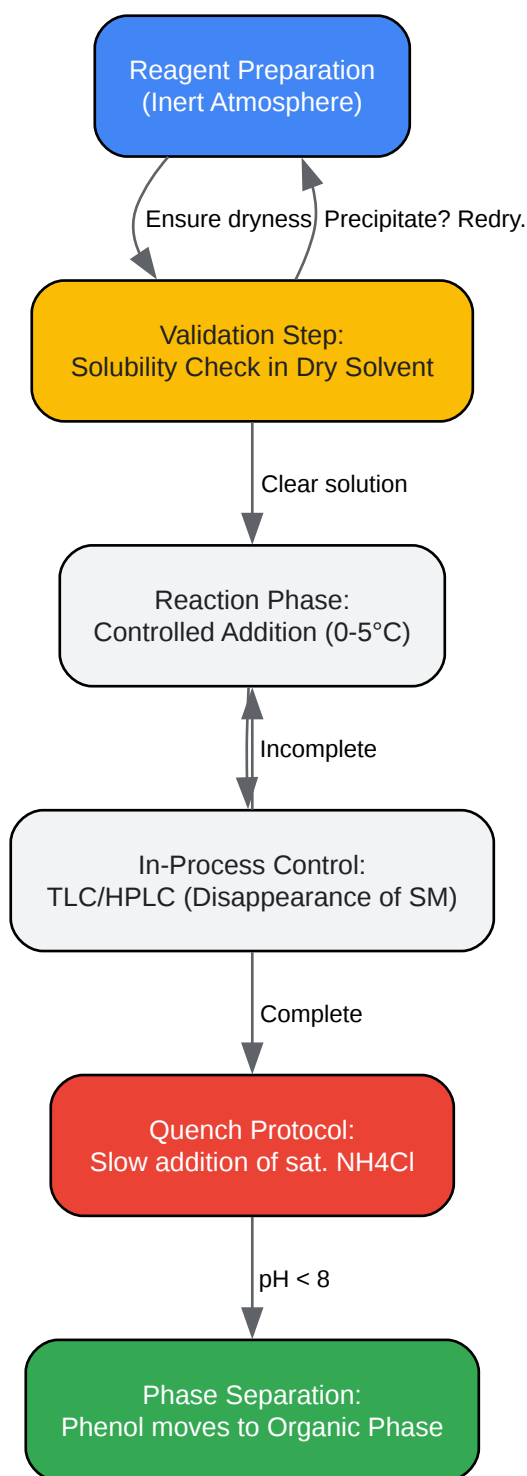 Reagent Preparation
(Inert Atmosphere)
Ensure dryness
Precipitate? Redry.
Validation Step:
Solubility Check in Dry Solvent
Clear solution
Reaction Phase:
Controlled Addition (0-5°C)
Incomplete
In-Process Control:
TLC/HPLC (Disappearance of SM)
Complete
Quench Protocol:
Slow addition of sat. NH4Cl
pH < 8
Phase Separation:
Phenol moves to Organic Phase